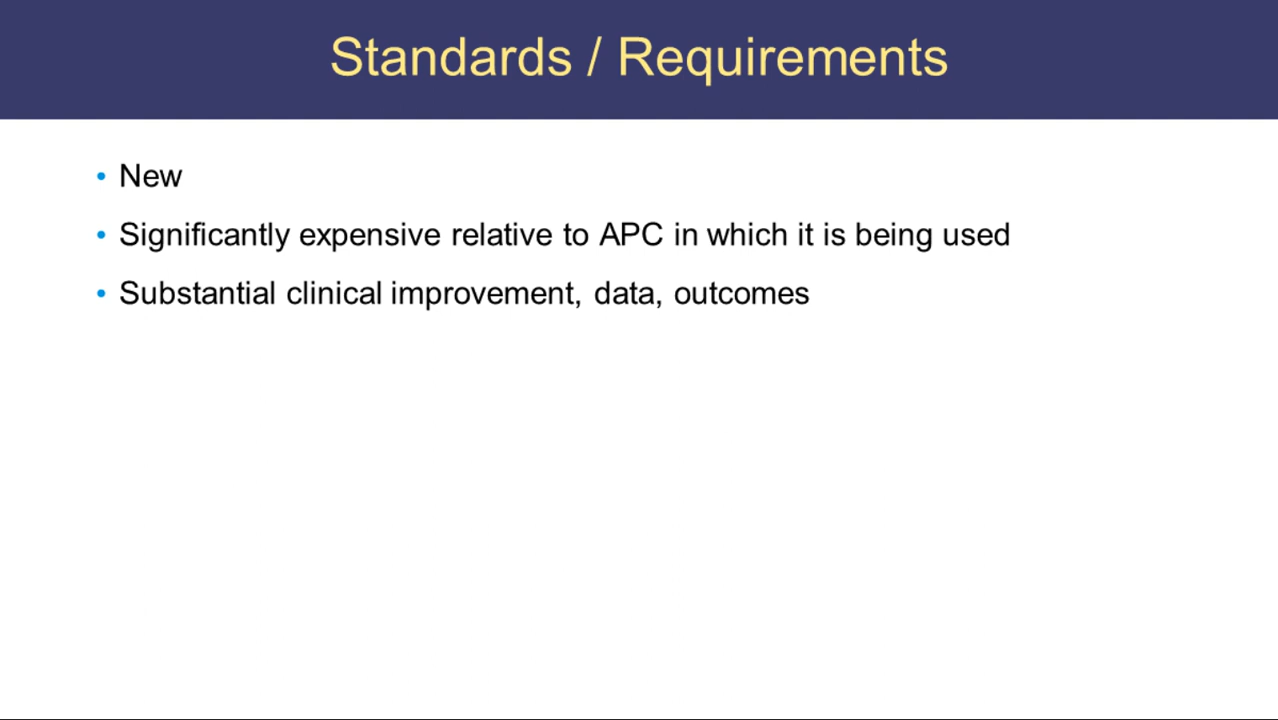 Standards / Requirements
• New
• Significantly expensive relative to APC in which it is being used
• Substantial clinical improvement, data, outcomes